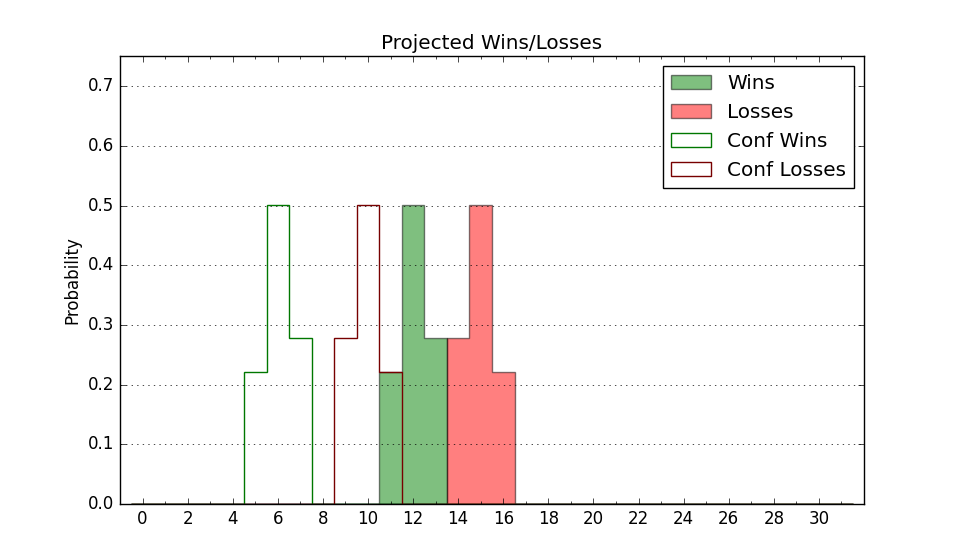 Projected Wins/Losses
Wins
Losses
Conf Wins
Conf Losses
Probability
0.7
0.6
0.5
0.4
0.3
0.2
0.1
0.0
0 2 4 6 8 10 12 14 16 18 20 22 24 26 28 30